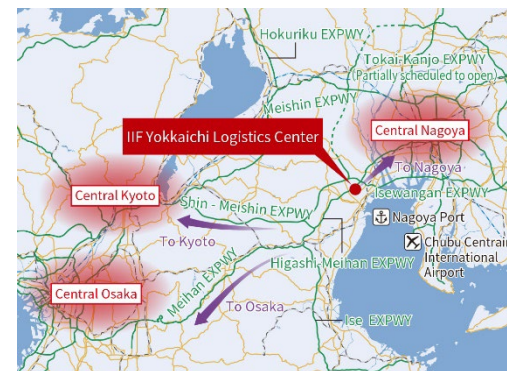 Hokuriku EXPWY
Tokai-Kanjo EXPWY
(Partially scheduled to open)
Meishin EXPWY
IIF Yokkaichi Logistics Center
Central Nagoya
To Nagoya
Central Kyoto
Shin - Meishin EXPWY
Isewangan EXPWY
Nagoya Port
To Kyoto
Chubu Centrair
International
Airport
Higashi-Meihan EXPWY
Meihan EXPWY
Central Osaka
To Osaka
Ise EXPWY